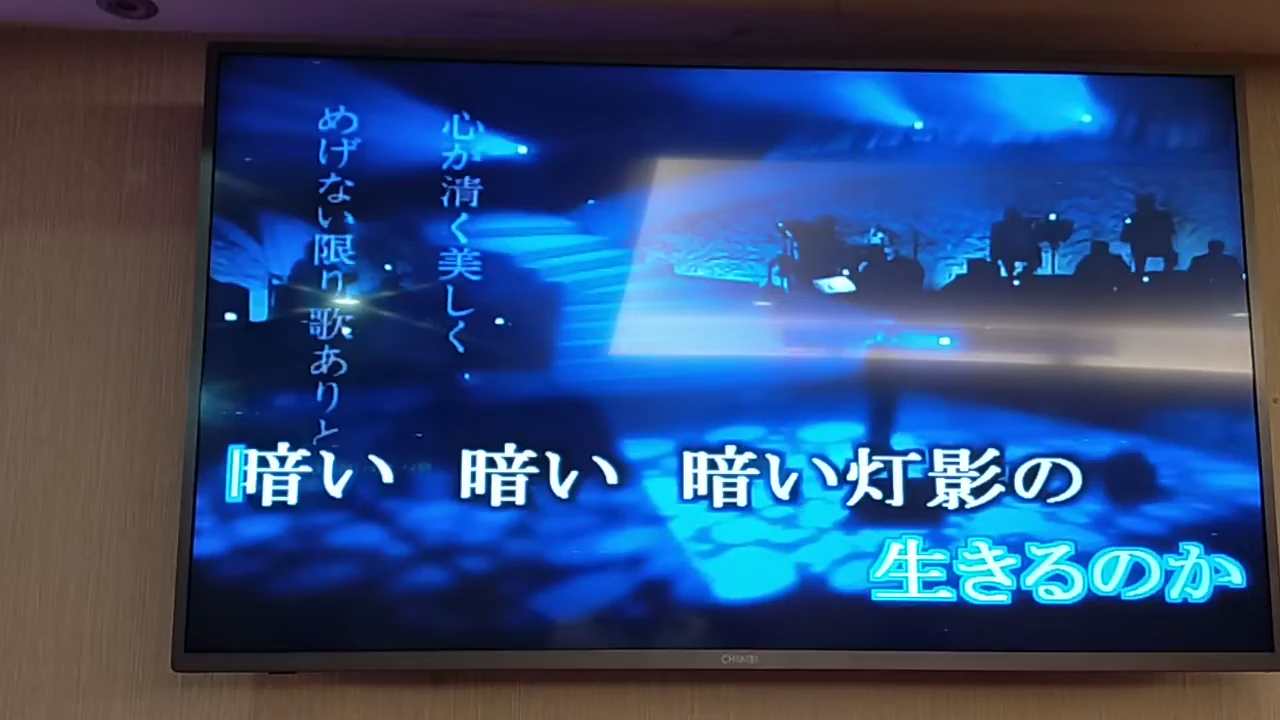 心が清く美しく
めげない限り 歌ありと
暗い 暗い 暗い灯影の
生きるのか